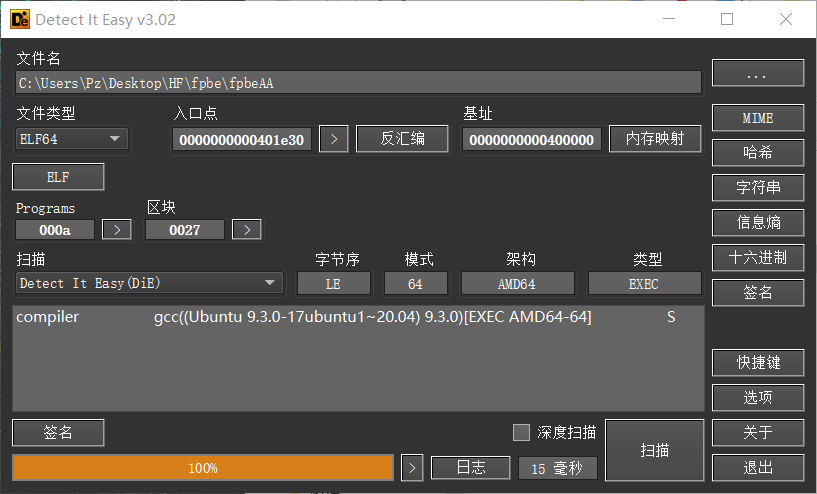 Detect It Easy v3.02
文件名
C:\Users\Pz\Desktop\HF\fpbe\fpbeAA
...
文件类型
入口点
基址
ELF64
0000000000401e30
>
反汇编
0000000000400000
内存映射
MIME
哈希
ELF
字符串
Programs
区块
000a
>
0027
>
信息熵
扫描
字节序
模式
架构
类型
十六进制
Detect It Easy(DiE)
LE
64
AMD64
EXEC
签名
compiler
gcc((Ubuntu 9.3.0-17ubuntu1~20.04) 9.3.0)[EXEC AMD64-64]
S
快捷键
选项
签名
深度扫描
扫描
关于
100%
>
日志
15 毫秒
退出